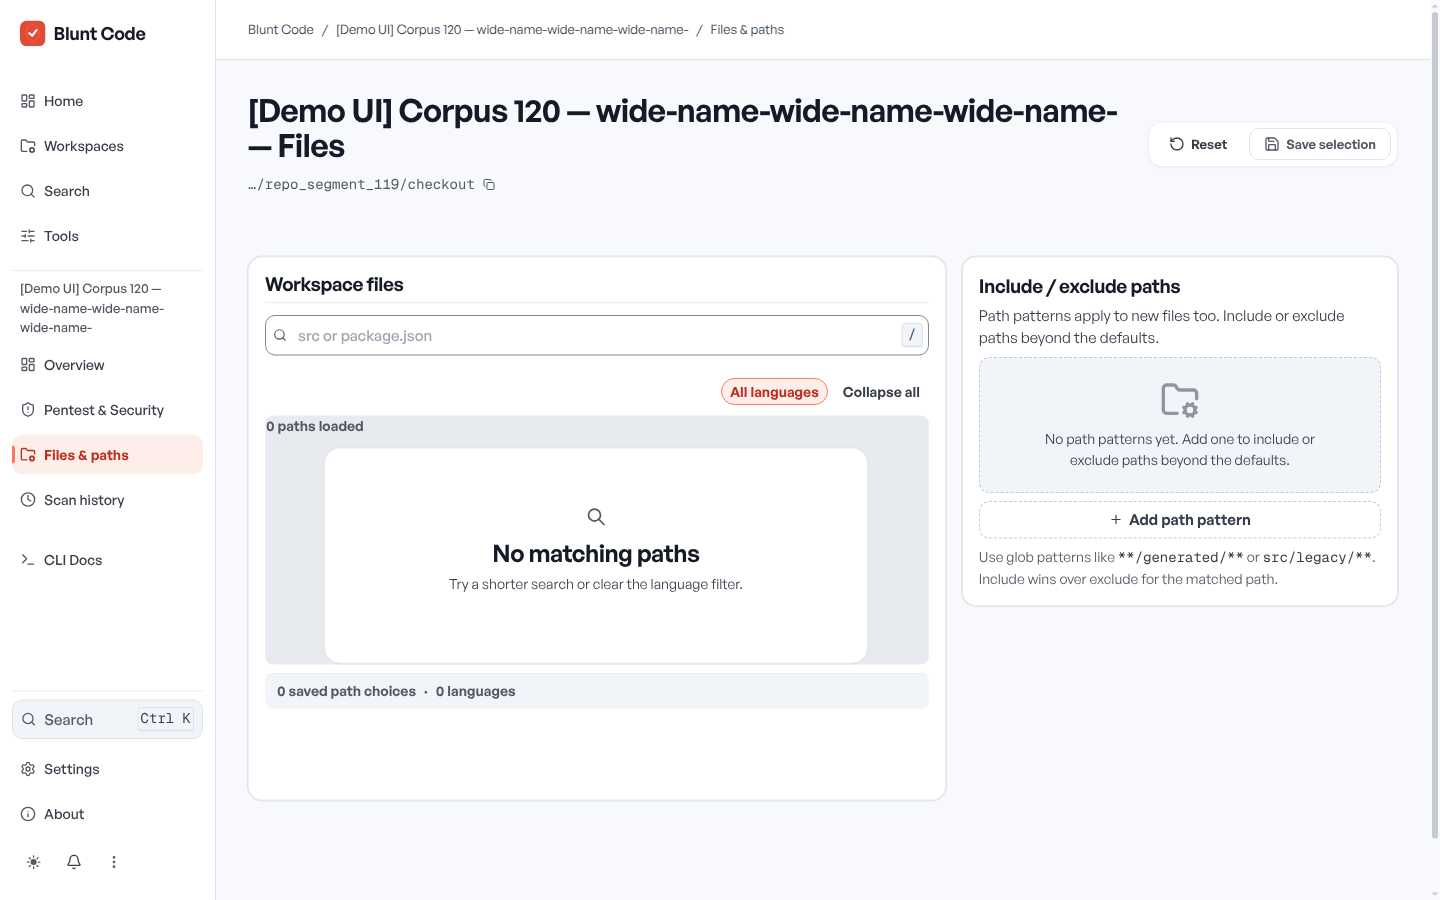 Blunt Code
Home
Workspaces
Search
Tools
[Demo UI] Corpus 120 —
wide-name-wide-name-
wide-name-
Overview
Pentest & Security
Files & paths
Scan history
CLI Docs
Search Ctrl K
Settings
About
Blunt Code / [Demo UI] Corpus 120 — wide-name-wide-name-wide-name- / Files & paths
[Demo UI] Corpus 120 — wide-name-wide-name-wide-name-
— Files
…/repo_segment_119/checkout
Reset
Save selection
Workspace files
src or package.json /
All languages
Collapse all
0 paths loaded
No matching paths
Try a shorter search or clear the language filter.
0 saved path choices · 0 languages
Include / exclude paths
Path patterns apply to new files too. Include or exclude
paths beyond the defaults.
No path patterns yet. Add one to include or
exclude paths beyond the defaults.
+ Add path pattern
Use glob patterns like **/generated/** or src/legacy/**.
Include wins over exclude for the matched path.